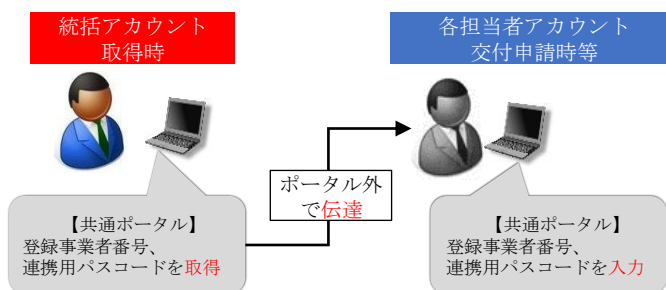 統括アカウント
取得時
各担当者アカウント
交付申請時等
ポータル外
で伝達
【共通ポータル】
登録事業者番号、
連携用パスコードを取得
【共通ポータル】
登録事業者番号、
連携用パスコードを入力